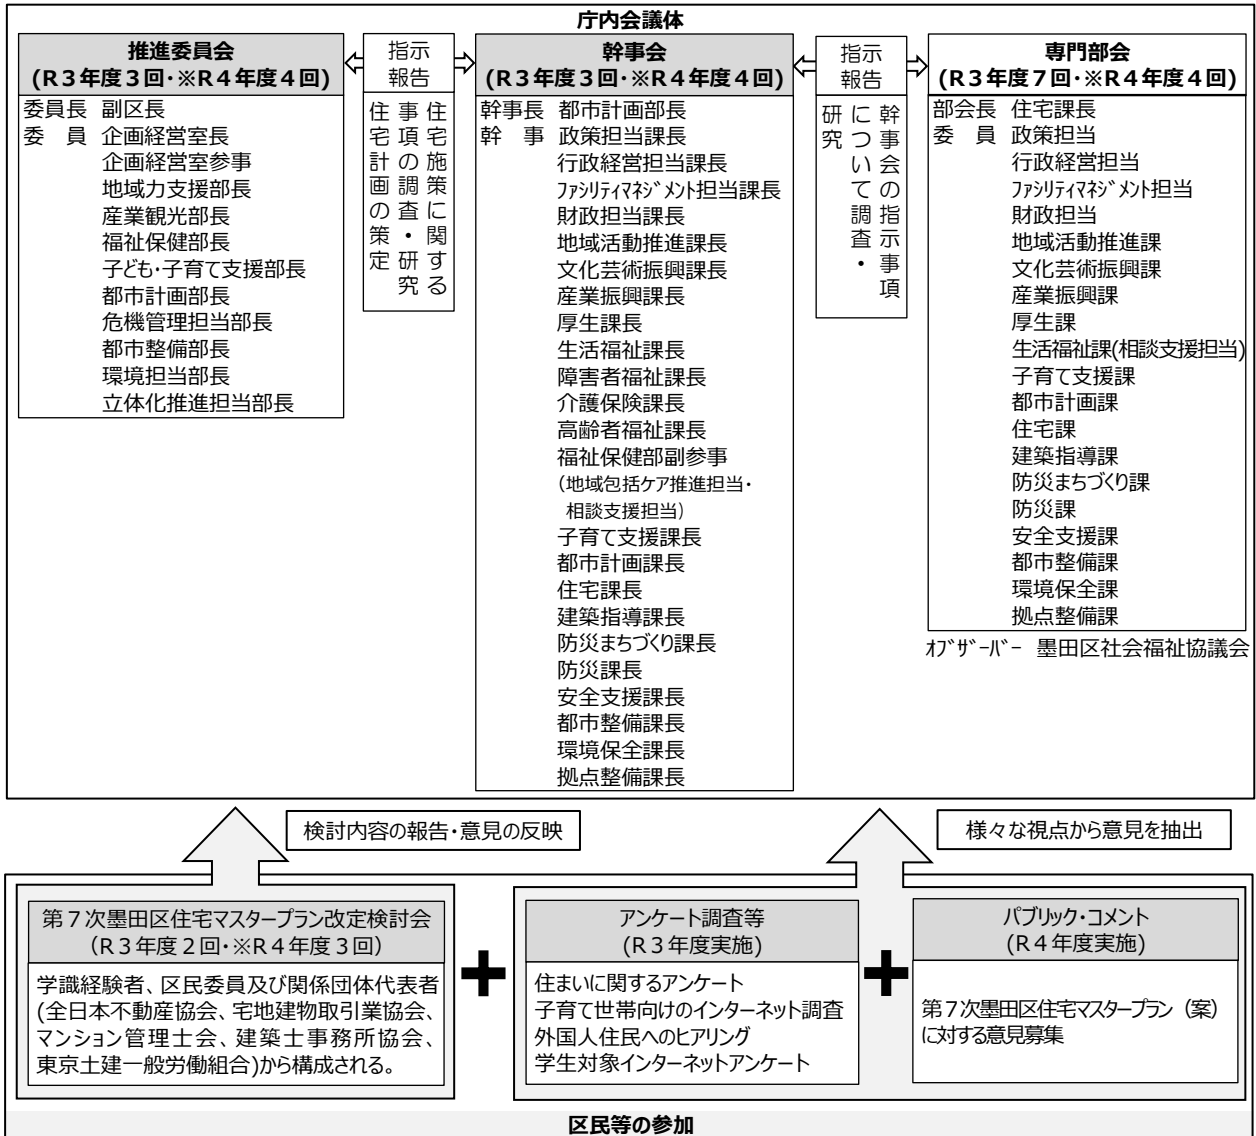 庁内会議体
推進委員会
(R3年度3回・※R4年度4回)
委員長 副区長
委　員 企画経営室長
企画経営室参事
地域力支援部長
産業観光部長
福祉保健部長
子ども・子育て支援部長
都市計画部長
危機管理担当部長
都市整備部長
環境担当部長
立体化推進担当部長
指示
報告
住宅施策に関する
事項の調査・研究
住宅計画の策定
幹事会
(R3年度3回・※R4年度4回)
幹事長 都市計画部長
幹　事 政策担当課長
行政経営担当課長
ﾌｧｼﾘﾃｨﾏﾈｼﾞﾒﾝﾄ担当課長
財政担当課長
地域活動推進課長
文化芸術振興課長
産業振興課長
厚生課長
生活福祉課長
障害者福祉課長
介護保険課長
高齢者福祉課長
福祉保健部副参事
（地域包括ケア推進担当・
相談支援担当）
子育て支援課長
都市計画課長
住宅課長
建築指導課長
防災まちづくり課長
防災課長
安全支援課長
都市整備課長
環境保全課長
拠点整備課長
指示
報告
幹事会の指示事項
について調査・
研究
専門部会
(R3年度7回・※R4年度4回)
部会長 住宅課長
委　員 政策担当
行政経営担当
ﾌｧｼﾘﾃｨﾏﾈｼﾞﾒﾝﾄ担当
財政担当
地域活動推進課
文化芸術振興課
産業振興課
厚生課
生活福祉課(相談支援担当)
子育て支援課
都市計画課
住宅課
建築指導課
防災まちづくり課
防災課
安全支援課
都市整備課
環境保全課
拠点整備課
ｵﾌﾞｻﾞｰﾊﾞｰ 墨田区社会福祉協議会
検討内容の報告・意見の反映
様々な視点から意見を抽出
第7次墨田区住宅マスタープラン改定検討会
（R3年度2回・※R4年度3回）
学識経験者、区民委員及び関係団体代表者
(全日本不動産協会、宅地建物取引業協会、
マンション管理士会、建築士事務所協会、
東京土建一般労働組合)から構成される。
アンケート調査等
(R3年度実施)
住まいに関するアンケート
子育て世帯向けのインターネット調査
外国人住民へのヒアリング
学生対象インターネットアンケート
パブリック・コメント
(R4年度実施)
第7次墨田区住宅マスタープラン（案）
に対する意見募集
区民等の参加